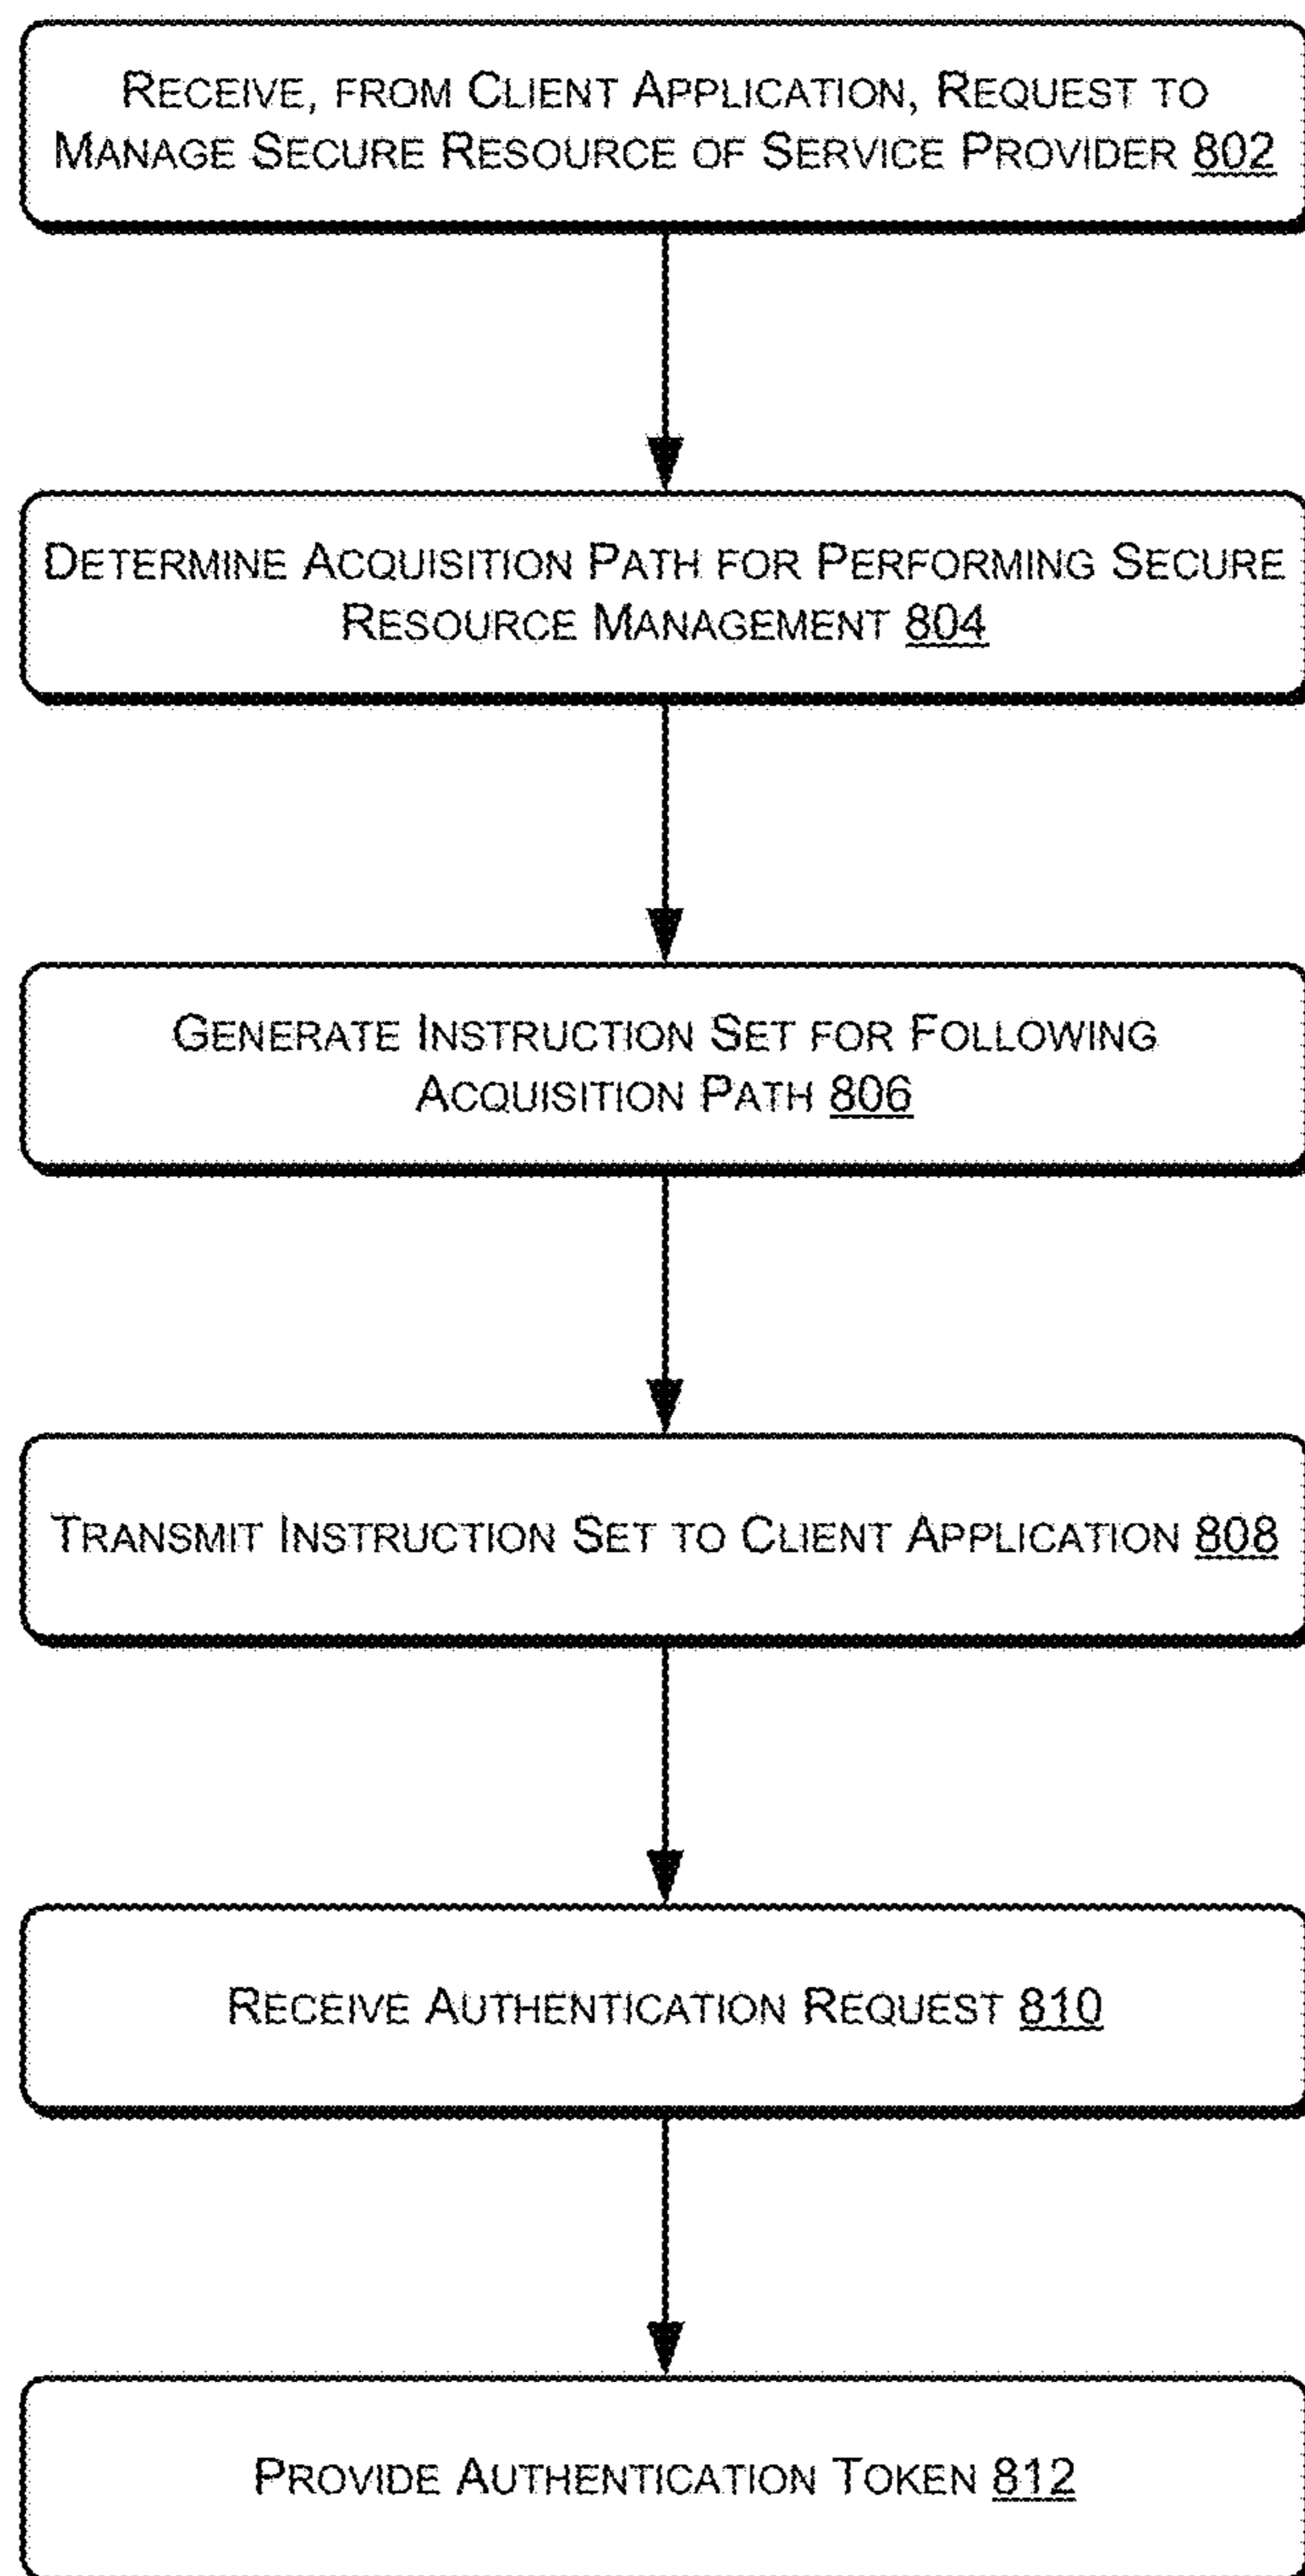 RECEIVE, FROM CLIENT APPLICATION, REQUEST TO
MANAGE SECURE RESOURCE OF SERVICE PROVIDER 802
DETERMINE ACQUISITION PATH FOR PERFORMING SECURE
RESOURCE MANAGEMENT 804
GENERATE INSTRUCTION SET FOR FOLLOWING
ACQUISITION PATH 806
TRANSMIT INSTRUCTION SET TO CLIENT APPLICATION 808
RECEIVE AUTHENTICATION REQUEST 810
PROVIDE AUTHENTICATION TOKEN 812